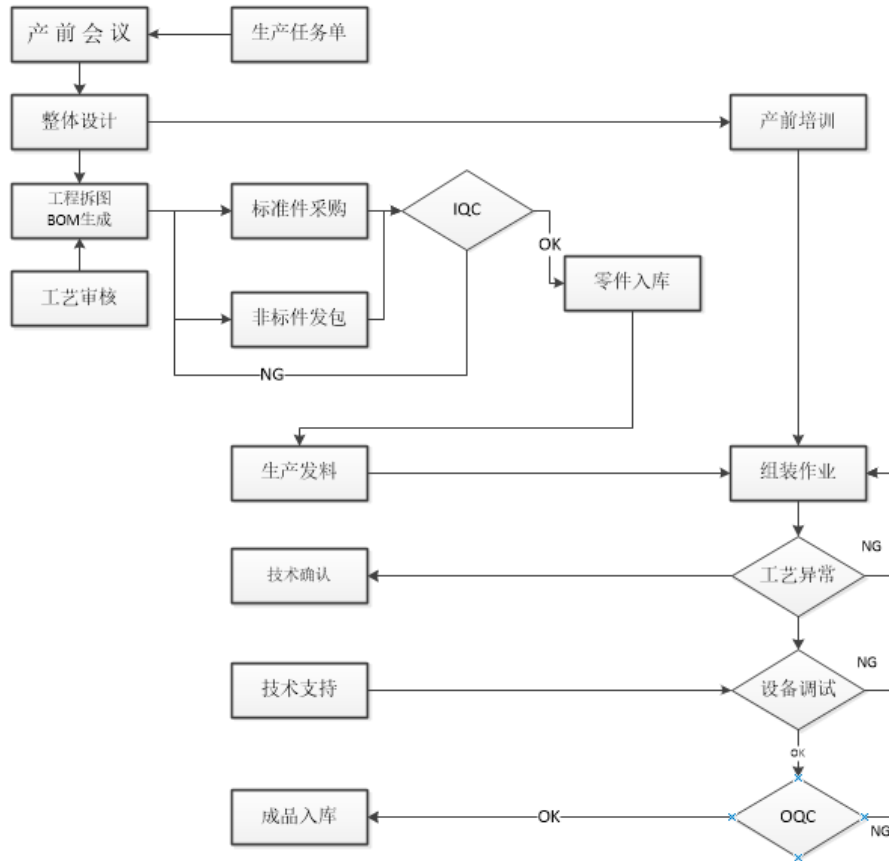 产 前 会 议
生产任务单
整体设计
产前培训
工程拆图
BOM生成
标准件采购
IQC
OK
零件入库
工艺审核
非标件发包
NG
生产发料
组装作业
NG
技术确认
工艺异常
NG
技术支持
设备调试
OK
成品入库
OK
OQC
NG